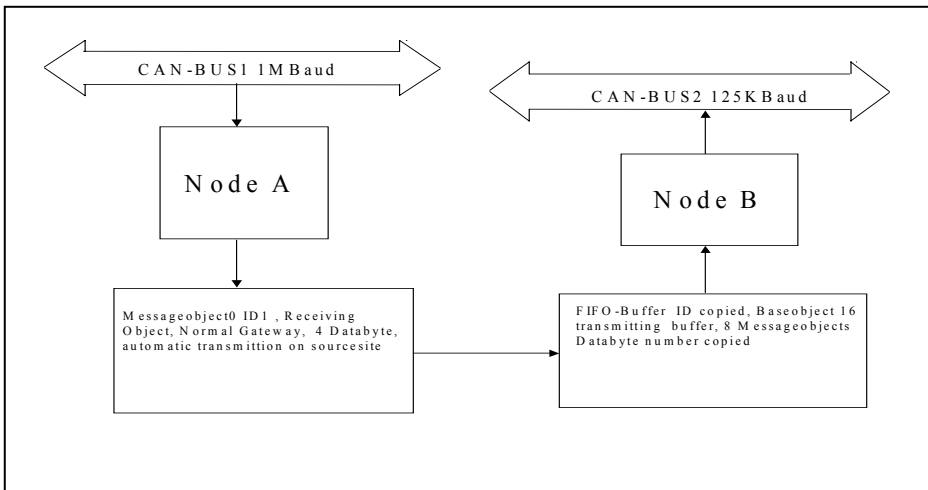 CAN-BUS1 1MBaud
CAN-BUS2 125KBaud
Node A
Node B
Messageobject0 ID1 , Receiving
Object, Normal Gateway, 4 Databyte,
automatic transmittion on sourcesite
FIFO-Buffer ID copied, Baseobject 16
transmitting buffer, 8 Messageobjects
Databyte number copied